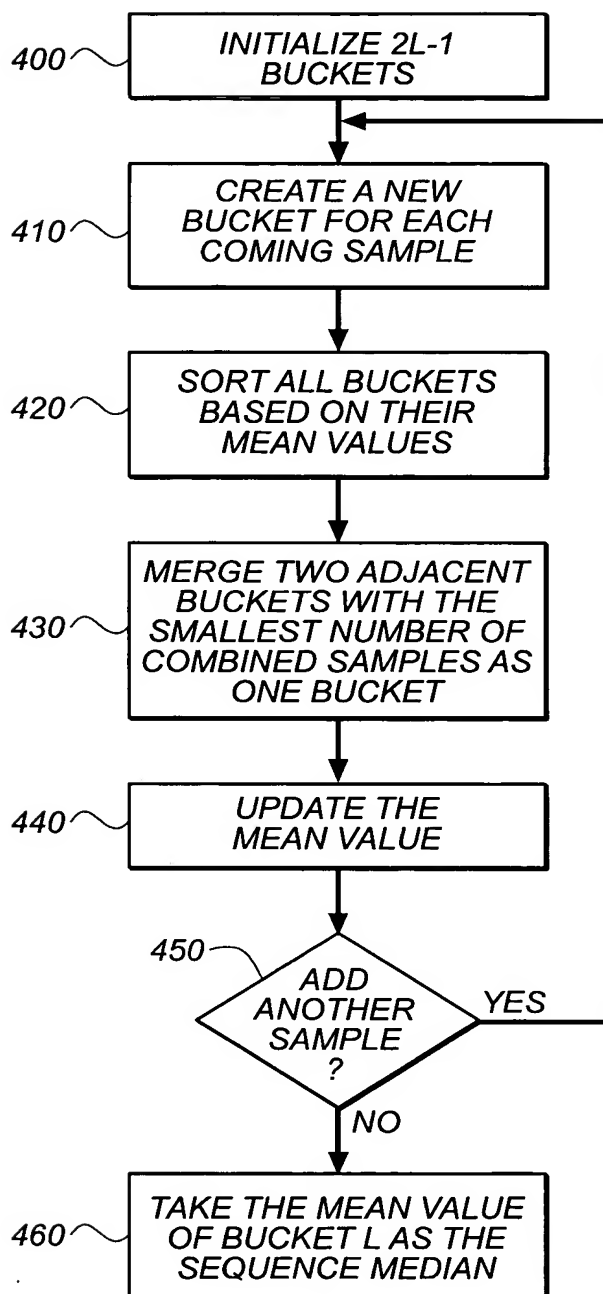 400
INITIALIZE 2L-1
BUCKETS
410
CREATE A NEW
BUCKET FOR EACH
COMING SAMPLE
420
SORT ALL BUCKETS
BASED ON THEIR
MEAN VALUES
430
MERGE TWO ADJACENT
BUCKETS WITH THE
SMALLEST NUMBER OF
COMBINED SAMPLES AS
ONE BUCKET
440
UPDATE THE
MEAN VALUE
450
ADD
ANOTHER
SAMPLE
?
YES
NO
460
TAKE THE MEAN VALUE
OF BUCKET L AS THE
SEQUENCE MEDIAN